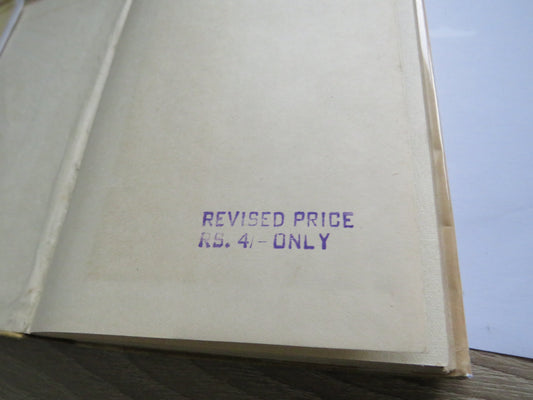 REVISED PRICE
RS. 4/- ONLY